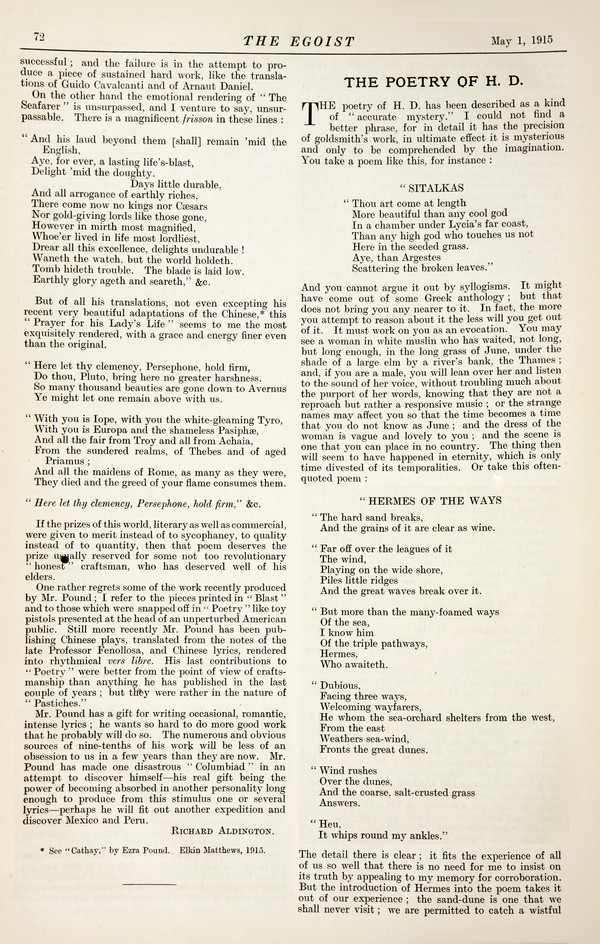 72
THE EGOIST
May 1, 1915
successful; and the failure is in the attempt to pro-
duce a piece of sustained hard work, like the transla-
tions of Guido Cavalcanti and of Arnaut Daniel.
On the other hand the emotional rendering of “The
Seafarer” is unsurpassed, and I venture to say, unsur-
passable. There is a magnificent frisson in these lines:
“And his laud beyond them [shall] remain 'mid the
English,
Aye, for ever, a lasting life's-blast,
Delight 'mid the doughty.
Days little durable,
And all arrogance of earthly riches,
There come now no kings nor Cæsars
Nor gold-giving lords like those gone,
However in mirth most magnified,
Whoe'er lived in life most lordliest,
Drear all this excellence, delights undurable!
Waneth the watch, but the world holdeth.
Tomb hideth trouble. The blade is laid low.
Earthly glory ageth and seareth,” &c.
But of all his translations, not even excepting his
recent very beautiful adaptations of the Chinese,* this
“Prayer for his Lady's Life” seems to me the most
exquisitely rendered, with a grace and energy finer even
than the original.
“Here let thy clemency, Persephone, hold firm,
Do thou, Pluto, bring here no greater harshness.
So many thousand beauties are gone down to Avernus
Ye might let one remain above with us.
“With you is Iope, with you the white-gleaming Tyro,
With you is Europa and the shameless Pasiphæ,
And all the fair from Troy and all from Achaia,
From the sundered realms, of Thebes and of aged
Priamus;
And all the maidens of Rome, as many as they were,
They died and the greed of your flame consumes them.
“Here let thy clemency, Persephone, hold firm,” &c.
If the prizes of this world, literary as well as commercial,
were given to merit instead of to sycophancy, to quality
instead of to quantity, then that poem deserves the
prize usually reserved for some not too revolutionary
“honest” craftsman, who has deserved well of his
elders.
One rather regrets some of the work recently produced
by Mr. Pound; I refer to the pieces printed in “Blast”
and to those which were snapped off in “Poetry” like toy
pistols presented at the head of an unperturbed American
public. Still more recently Mr. Pound has been pub-
lishing Chinese plays, translated from the notes of the
late Professor Fenollosa, and Chinese lyrics, rendered
into rhythmical vers libre. His last contributions to
“Poetry” were better from the point of view of crafts-
manship than anything he has published in the last
couple of years; but they were rather in the nature of
“Pastiches.”
Mr. Pound has a gift for writing occasional, romantic,
intense lyrics; he wants so hard to do more good work
that he probably will do so. The numerous and obvious
sources of nine-tenths of his work will be less of an
obsession to us in a few years than they are now. Mr.
Pound has made one disastrous “Columbiad” in an
attempt to discover himself—his real gift being the
power of becoming absorbed in another personality long
enough to produce from this stimulus one or several
lyrics—perhaps he will fit out another expedition and
discover Mexico and Peru.
RICHARD ALDINGTON.
* See “Cathay,” by Ezra Pound. Elkin Matthews, 1915.
THE POETRY OF H. D.
THE poetry of H. D. has been described as a kind
of “accurate mystery.” I could not find a
better phrase, for in detail it has the precision
of goldsmith's work, in ultimate effect it is mysterious
and only to be comprehended by the imagination.
You take a poem like this, for instance:
“SITALKAS
“Thou art come at length
More beautiful than any cool god
In a chamber under Lycia's far coast,
Than any high god who touches us not
Here in the seeded grass.
Aye, than Argestes
Scattering the broken leaves.”
And you cannot argue it out by syllogisms. It might
have come out of some Greek anthology; but that
does not bring you any nearer to it. In fact, the more
you attempt to reason about it the less will you get out
of it. It must work on you as an evocation. You may
see a woman in white muslin who has waited, not long,
but long enough, in the long grass of June, under the
shade of a large elm by a river's bank, the Thames;
and, if you are a male, you will lean over her and listen
to the sound of her voice, without troubling much about
the purport of her words, knowing that they are not a
reproach but rather a responsive music; or the strange
names may affect you so that the time becomes a time
that you do not know as June; and the dress of the
woman is vague and lovely to you; and the scene is
one that you can place in no country. The thing then
will seem to have happened in eternity, which is only
time divested of its temporalities. Or take this often-
quoted poem:
“HERMES OF THE WAYS
“The hard sand breaks,
And the grains of it are clear as wine.
“Far off over the leagues of it
The wind,
Playing on the wide shore,
Piles little ridges
And the great waves break over it.
“But more than the many-foamed ways
Of the sea,
I know him
Of the triple pathways,
Hermes,
Who awaiteth.
“Dubious,
Facing three ways,
Welcoming wayfarers,
He whom the sea-orchard shelters from the west,
From the east
Weathers sea-wind,
Fronts the great dunes.
“Wind rushes
Over the dunes,
And the coarse, salt-crusted grass
Answers.
“Heu,
It whips round my ankles.”
The detail there is clear; it fits the experience of all
of us so well that there is no need for me to insist on
its truth by appealing to my memory for corroboration.
But the introduction of Hermes into the poem takes it
out of our experience; the sand-dune is one that we
shall never visit; we are permitted to catch a wistful